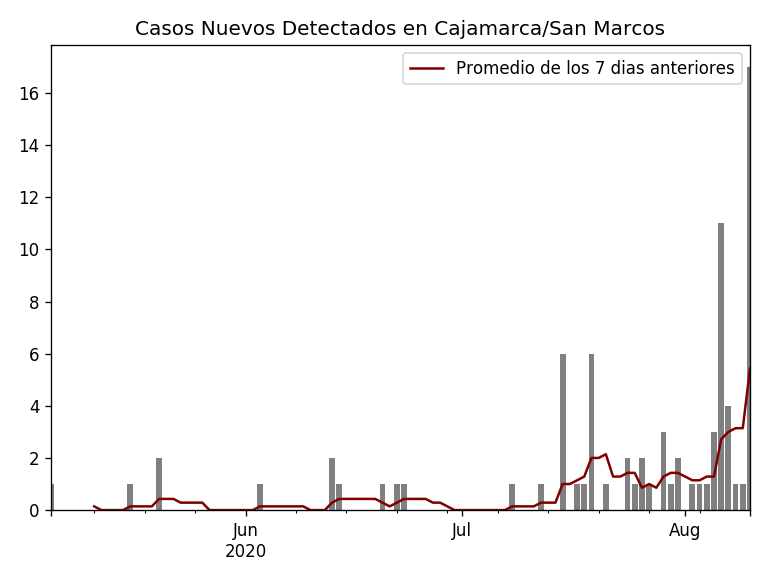 Casos Nuevos Detectados en Cajamarca/San Marcos
Promedio de los 7 dias anteriores
16
14
12
10
8
6
4
2
0
Jun
2020
Jul
Aug